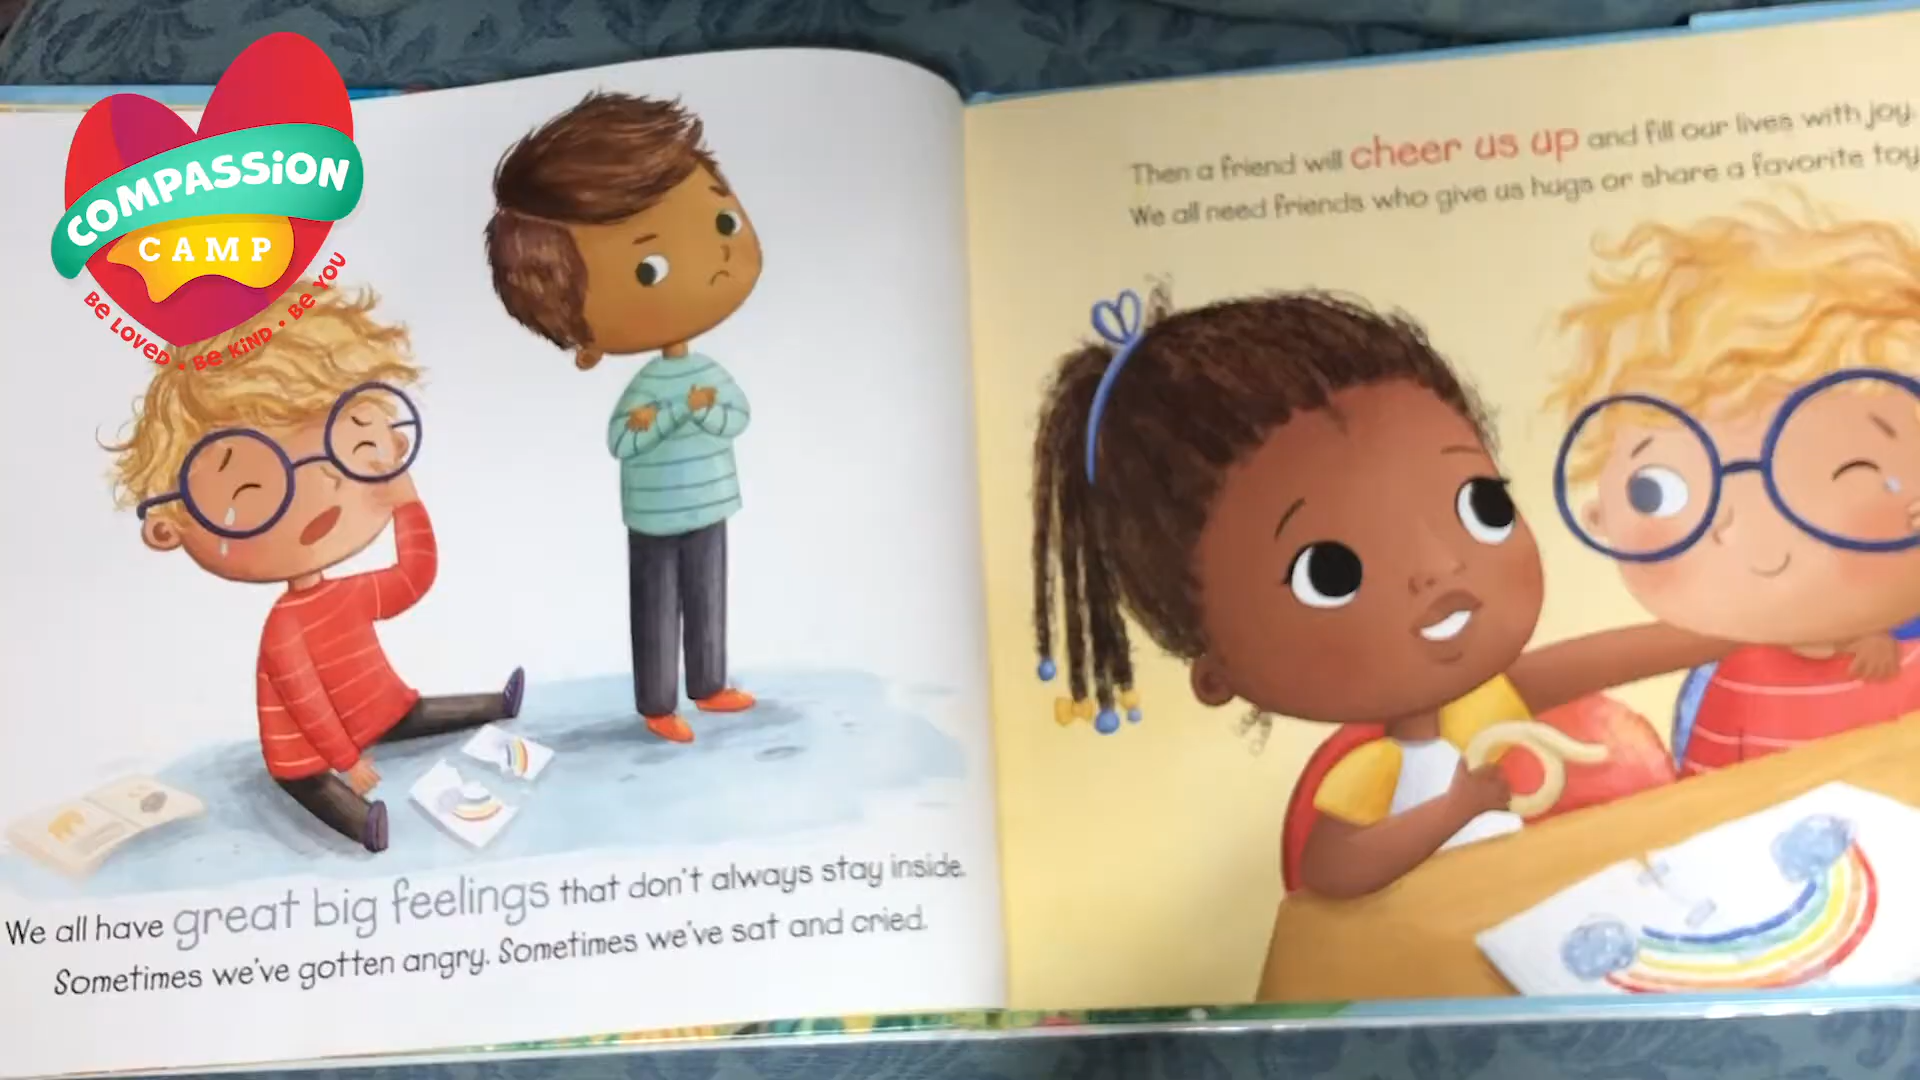 COMPASSiON
CAMP
Be LOVeD • Be KiND • Be YOU
We all have great big feelings that don't always stay inside.
Sometimes we've gotten angry. Sometimes we've sat and cried.
Then a friend will cheer us up and fill our lives with joy.
We all need friends who give us hugs or share a favorite toy